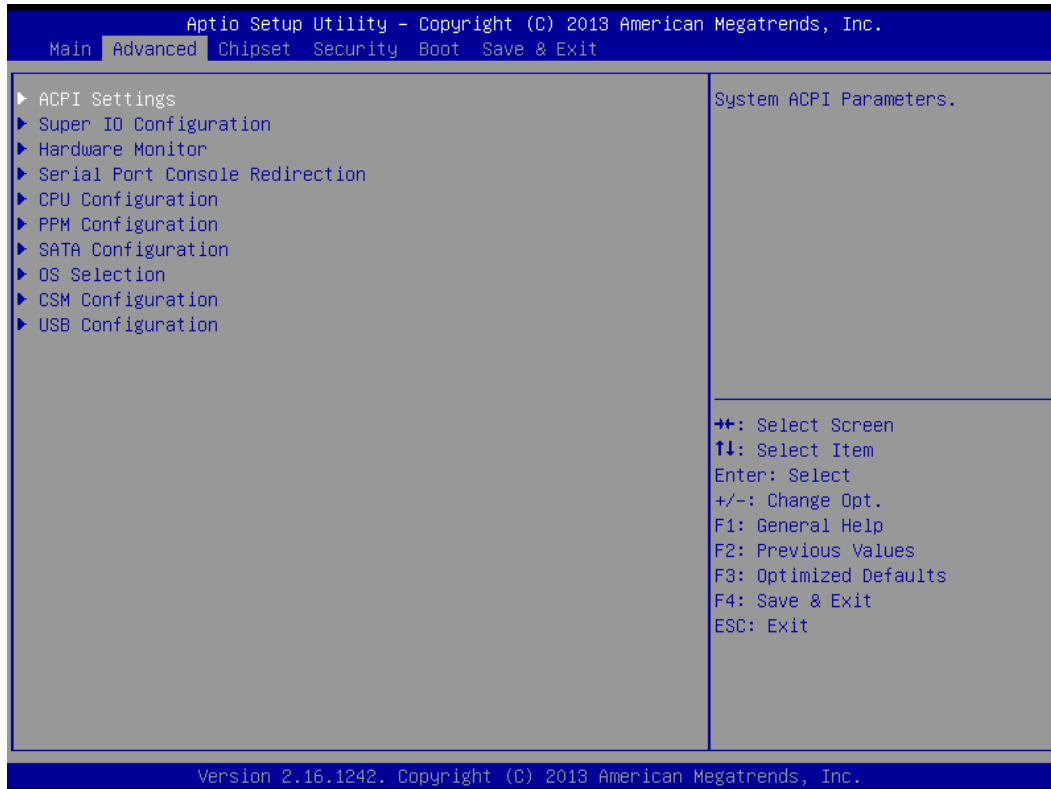 Aptio Setup Utility – Copyright (C) 2013 American Megatrends, Inc.
Main Advanced Chipset Security Boot Save & Exit
▶ ACPI Settings
▶ Super IO Configuration
▶ Hardware Monitor
▶ Serial Port Console Redirection
▶ CPU Configuration
▶ PPM Configuration
▶ SATA Configuration
▶ OS Selection
▶ CSM Configuration
▶ USB Configuration
System ACPI Parameters.
→←: Select Screen
↑↓: Select Item
Enter: Select
+/-: Change Opt.
F1: General Help
F2: Previous Values
F3: Optimized Defaults
F4: Save & Exit
ESC: Exit
Version 2.16.1242. Copyright (C) 2013 American Megatrends, Inc.